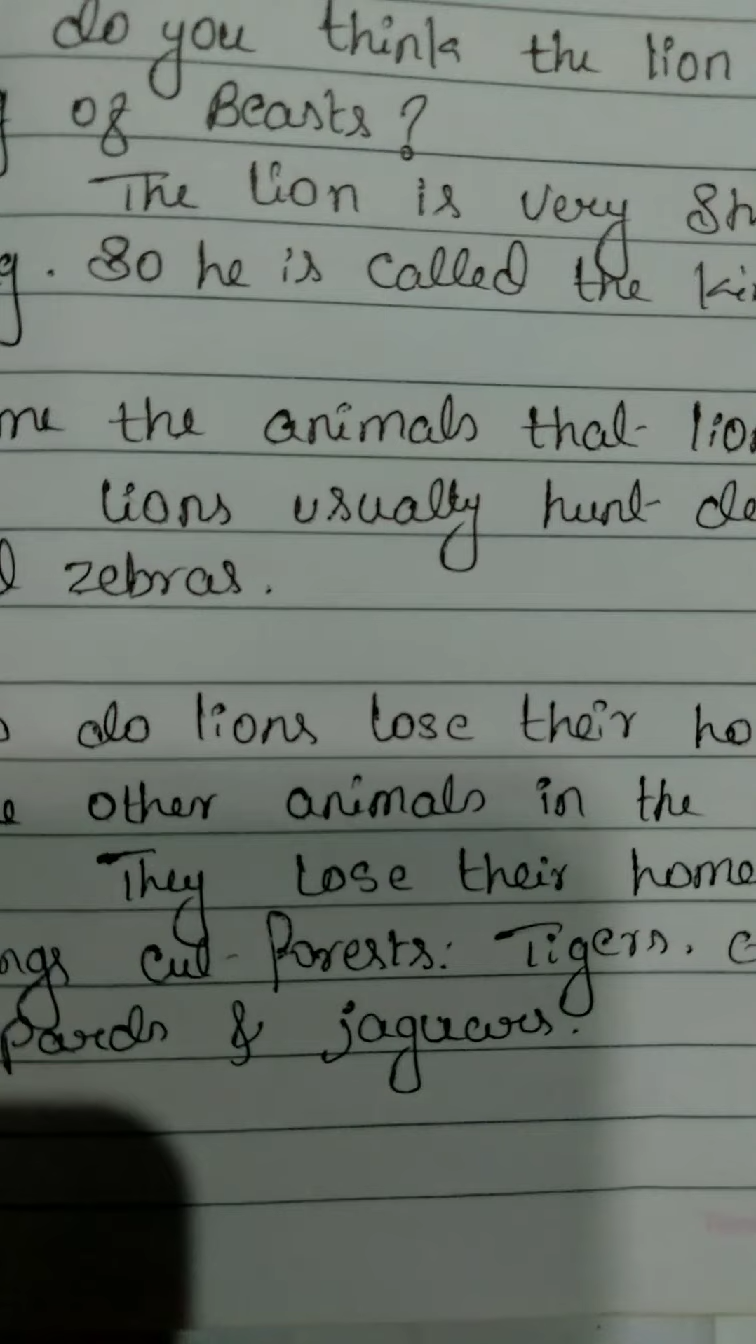 do you think the lion
of Beasts?
The lion is very
. So he is called the
the animals that
lions usually hunt
zebras.
do lions lose their
other animals in the
They lose their home
cut forests. Tigers.
& jaguars.